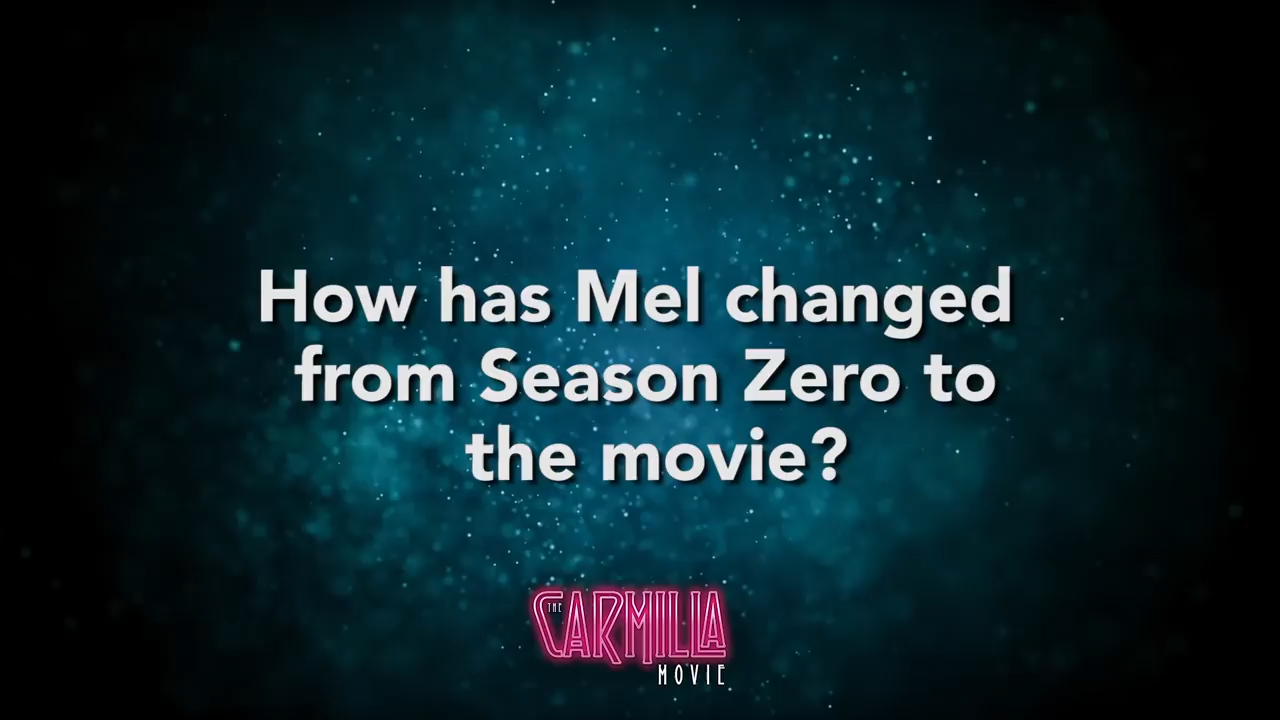 How has Mel changed
from Season Zero to
the movie?
THE
CARMILLA
MOVIE